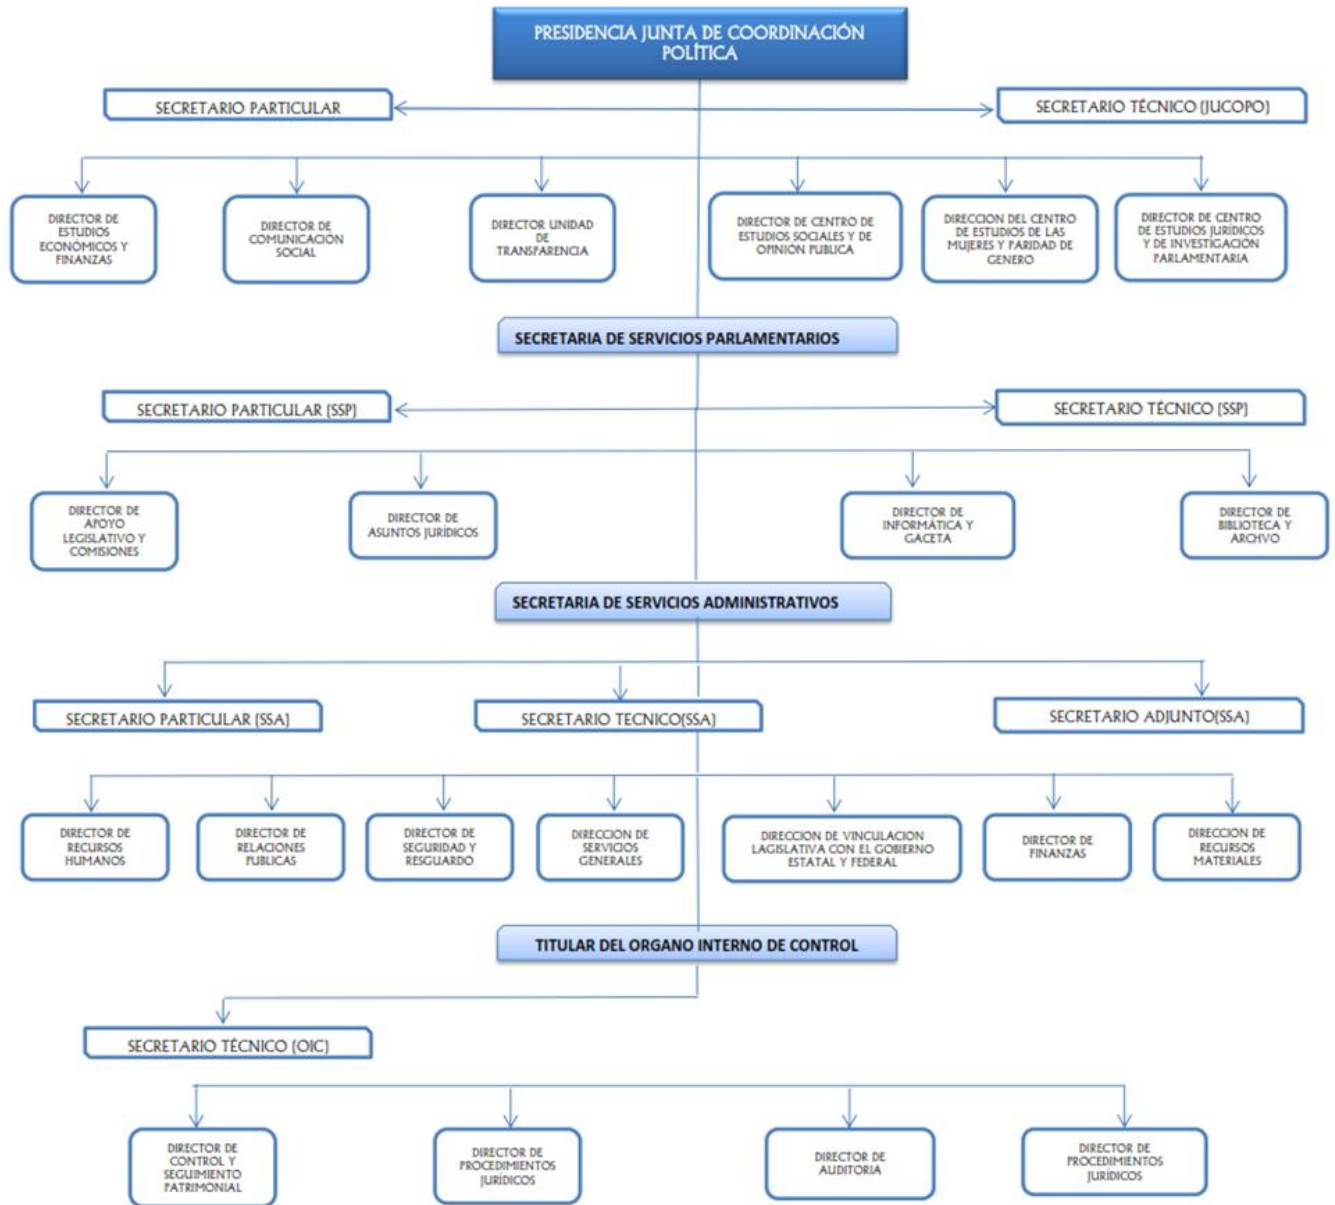 PRESIDENCIA JUNTA DE COORDINACIÓN
POLÍTICA
SECRETARIO PARTICULAR
SECRETARIO TÉCNICO (JUCOPO)
DIRECTOR DE
ESTUDIOS
ECONÓMICOS Y
FINANZAS
DIRECTOR DE
COMUNICACIÓN
SOCIAL
DIRECTOR UNIDAD
DE
TRANSPARENCIA
DIRECTOR DE CENTRO DE
ESTUDIOS SOCIALES Y DE
OPINIÓN PUBLICA
DIRECCION DEL CENTRO
DE ESTUDIOS DE LAS
MUJERES Y PARIDAD DE
GENERO
DIRECTOR DE CENTRO
DE ESTUDIOS JURÍDICOS
Y DE INVESTIGACIÓN
PARLAMENTARIA
SECRETARIA DE SERVICIOS PARLAMENTARIOS
SECRETARIO PARTICULAR (SSP)
SECRETARIO TÉCNICO (SSP)
DIRECTOR DE
APOYO
LEGISLATIVO Y
COMISIONES
DIRECTOR DE
ASUNTOS JURÍDICOS
DIRECTOR DE
INFORMÁTICA Y
GACETA
DIRECTOR DE
BIBLIOTECA Y
ARCHVO
SECRETARIA DE SERVICIOS ADMINISTRATIVOS
SECRETARIO PARTICULAR (SSA)
SECRETARIO TECNICO(SSA)
SECRETARIO ADJUNTO(SSA)
DIRECTOR DE
RECURSOS
HUMANOS
DIRECTOR DE
RELACIONES
PUBLICAS
DIRECTOR DE
SEGURIDAD Y
RESGUARDO
DIRECCION DE
SERVICIOS
GENERALES
DIRECCION DE VINCULACION
LAGISLATIVA CON EL GOBIERNO
ESTATAL Y FEDERAL
DIRECTOR DE
FINANZAS
DIRECCION DE
RECURSOS
MATERIALES
TITULAR DEL ORGANO INTERNO DE CONTROL
SECRETARIO TÉCNICO (OIC)
DIRECTOR DE
CONTROL Y
SEGUIMIENTO
PATRIMONIAL
DIRECTOR DE
PROCEDIMIENTOS
JURÍDICOS
DIRECTOR DE
AUDITORIA
DIRECTOR DE
PROCEDIMIENTOS
JURÍDICOS